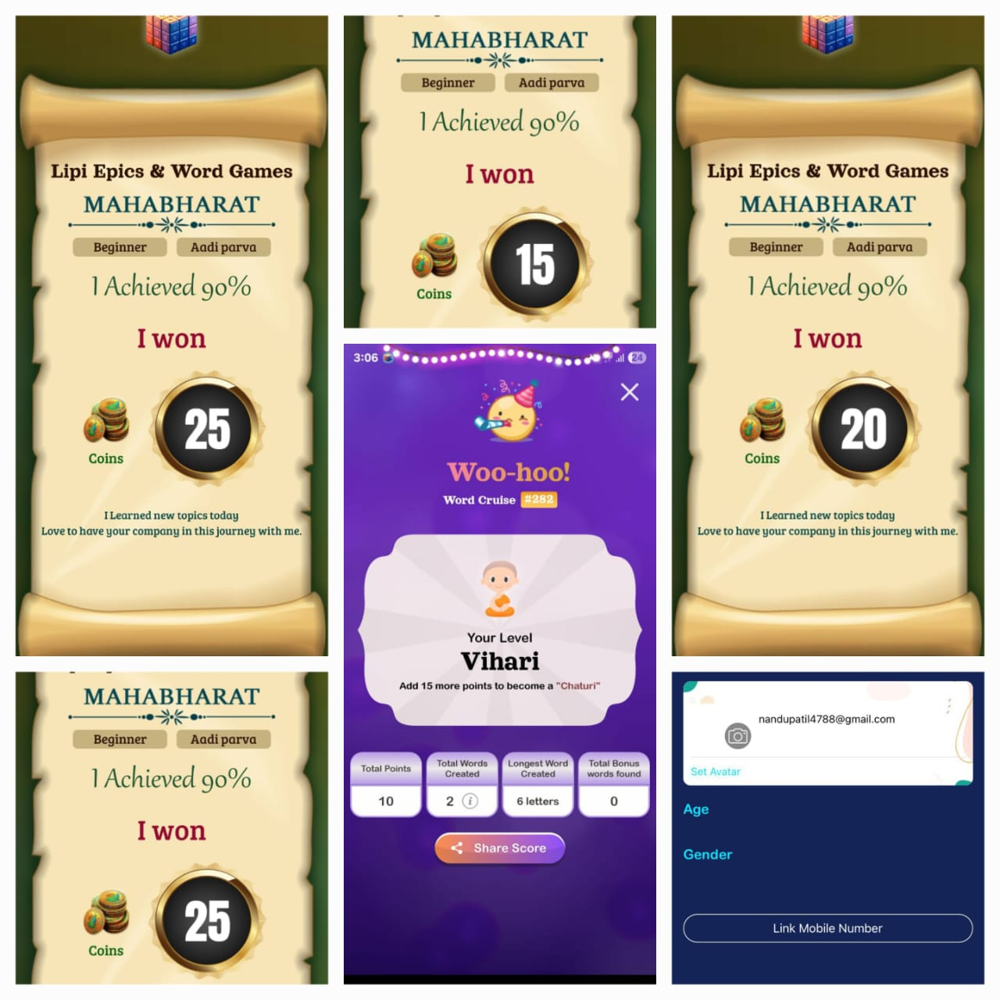 Lipi Epics & Word Games
MAHABHARAT
Beginner Aadi parva
I Achieved 90%
I won
25
Coins
I Learned new topics today
Love to have your company in this journey with me.
MAHABHARAT
Beginner Aadi parva
I Achieved 90%
I won
15
Coins
Lipi Epics & Word Games
MAHABHARAT
Beginner Aadi parva
I Achieved 90%
I won
20
Coins
I Learned new topics today
Love to have your company in this journey with me.
3:06 24
Woo-hoo!
Word Cruise #282
Your Level
Vihari
Add 15 more points to become a "Chaturi"
Total Points
10
Total Words
Created
2 i
Longest Word
Created
6 letters
Total Bonus
words found
0
Share Score
MAHABHARAT
Beginner Aadi parva
I Achieved 90%
I won
25
Coins
nandupatil4788@gmail.com
Set Avatar
Age
Gender
Link Mobile Number